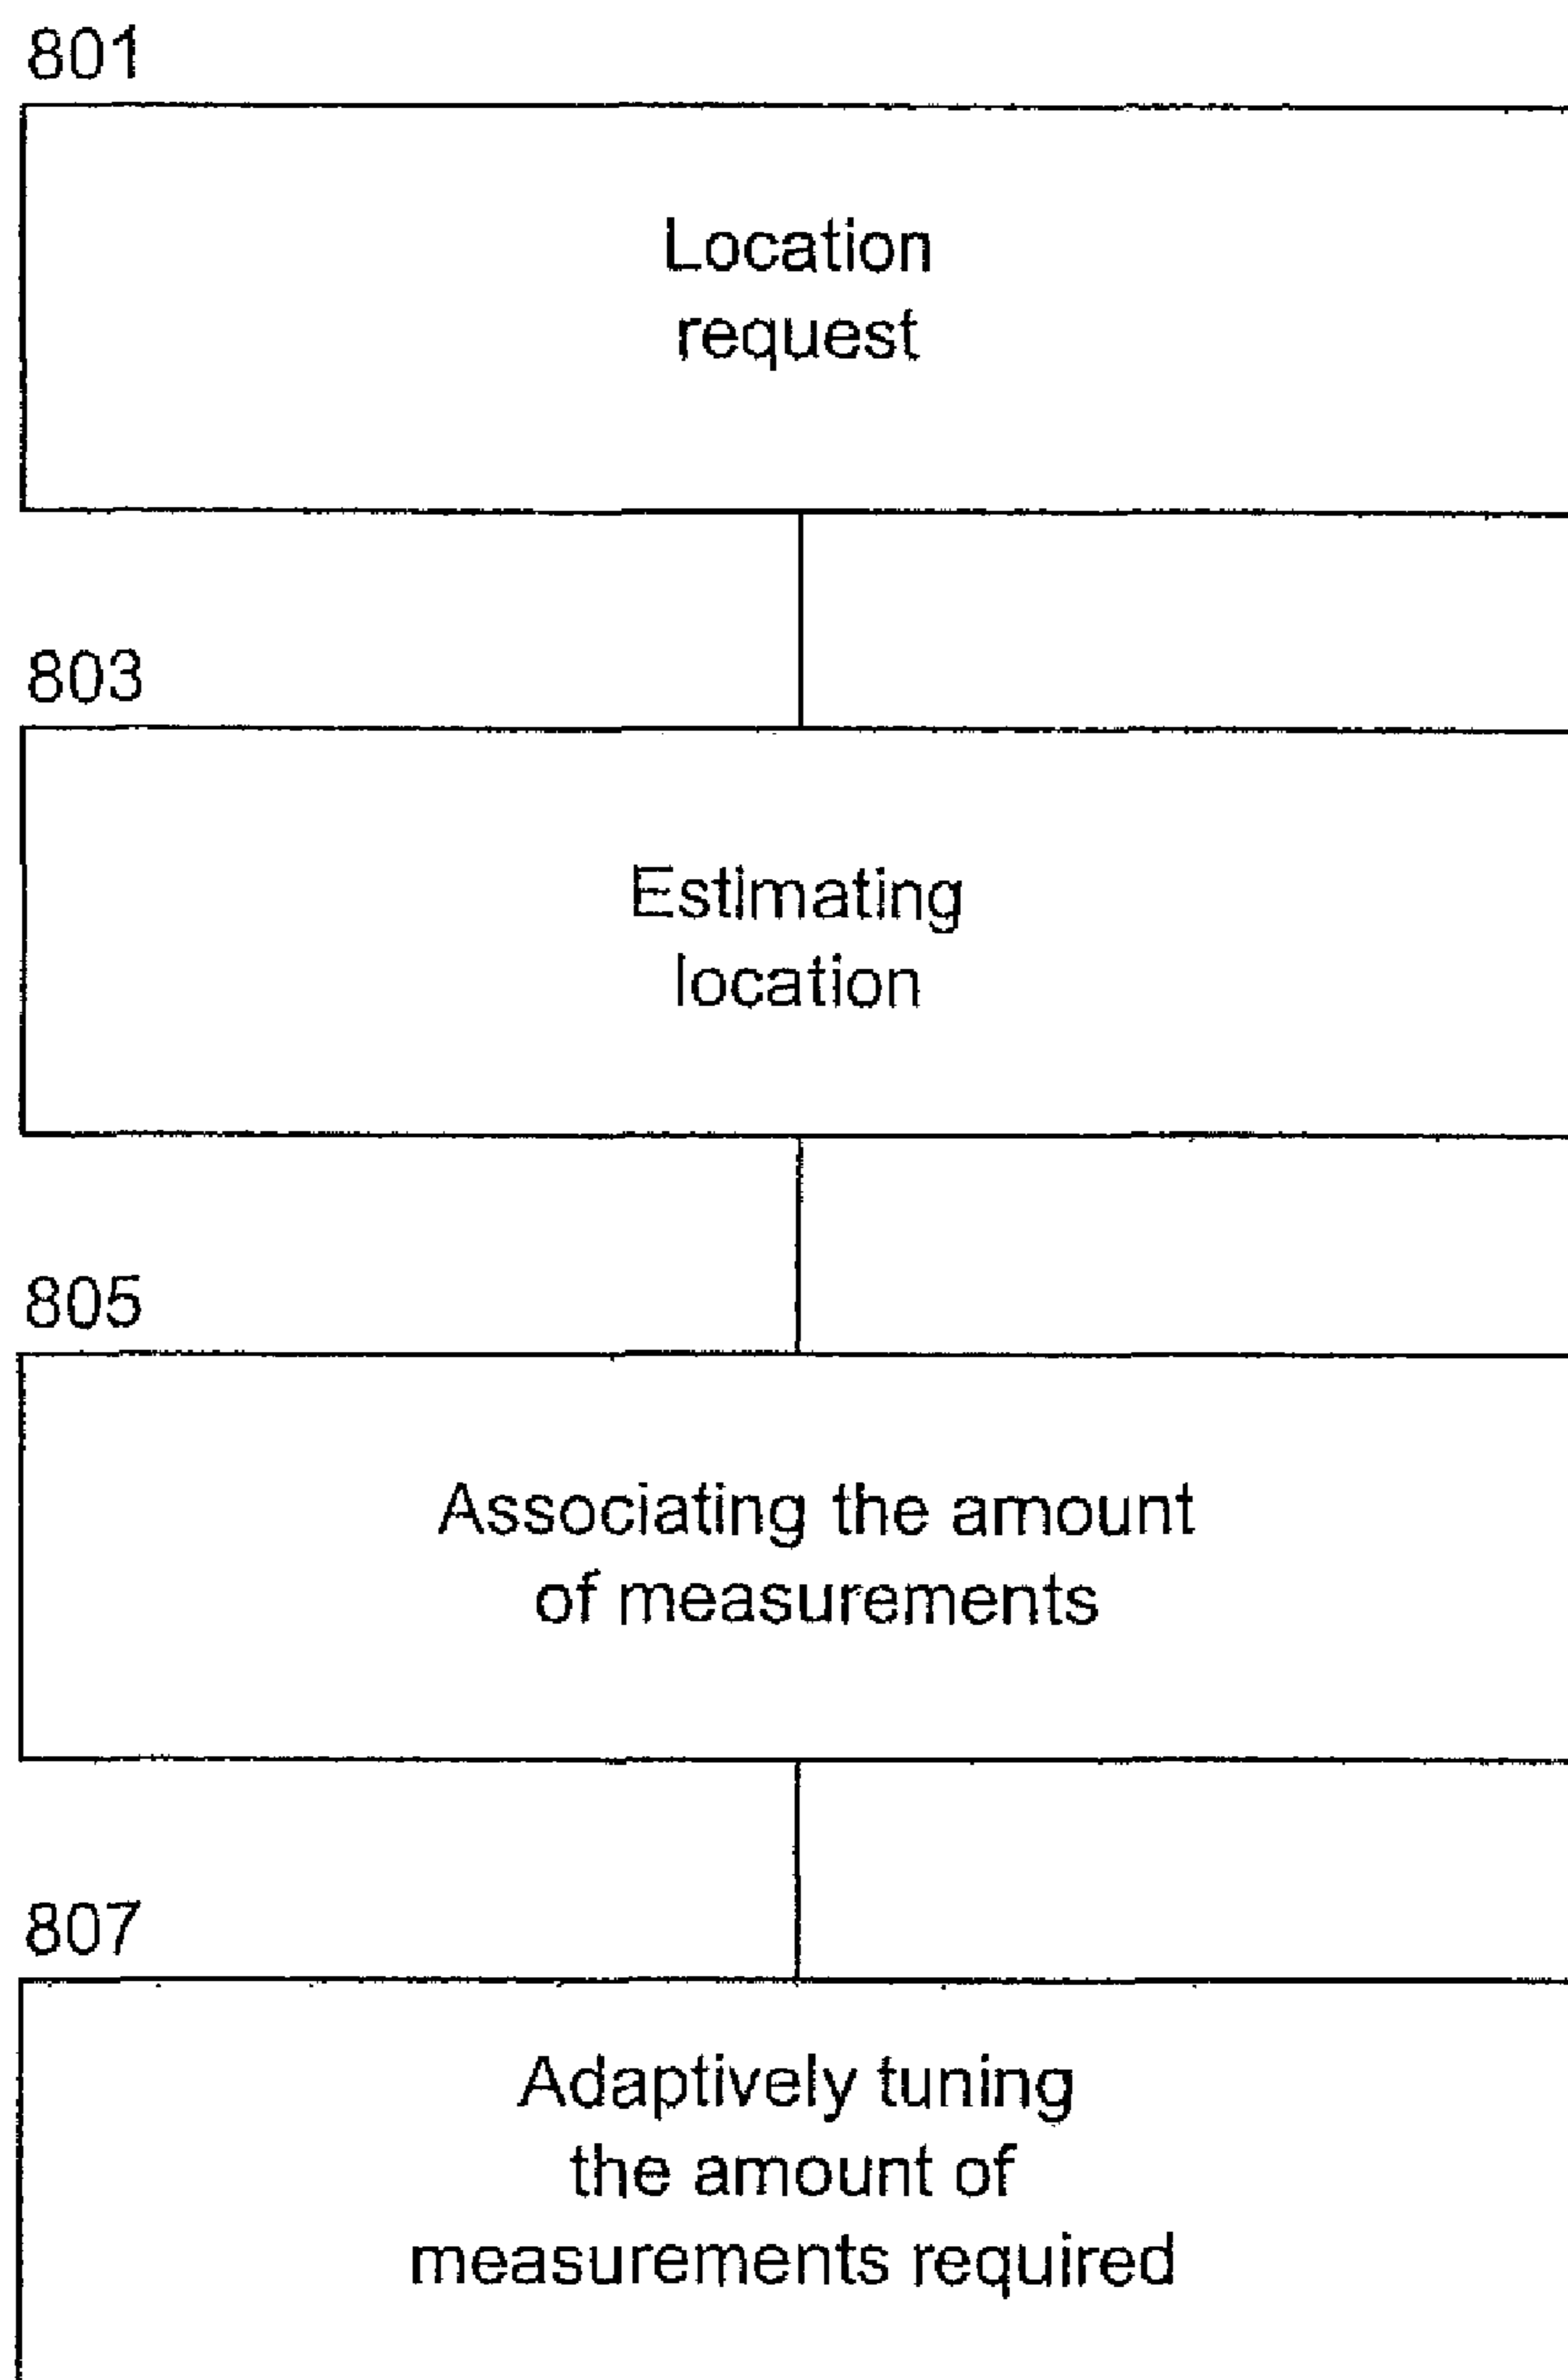 801
Location
request
803
Estimating
location
805
Associating the amount
of measurements
807
Adaptively tuning
the amount of
measurements required